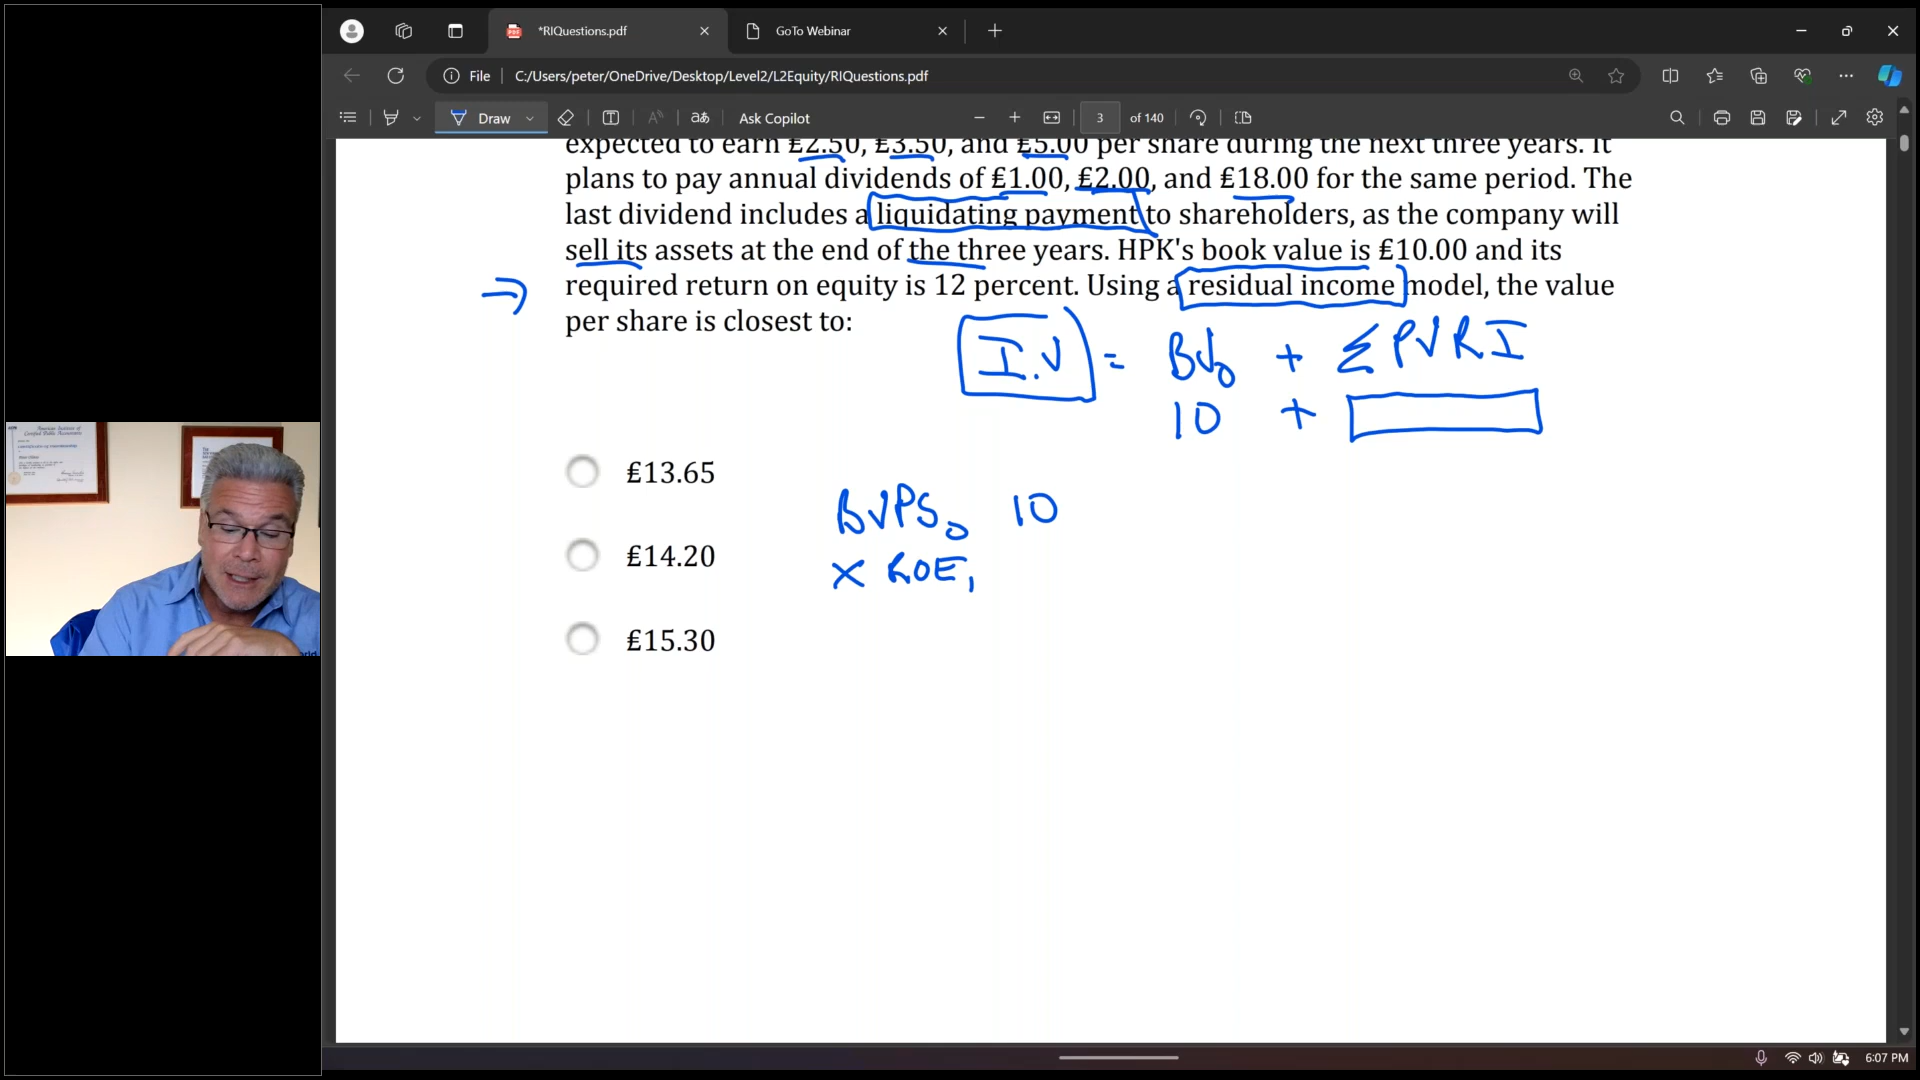 *RIQuestions.pdf
GoTo Webinar
File
C:/Users/peter/OneDrive/Desktop/Level2/L2Equity/RIQuestions.pdf
Draw
aあ
Ask Copilot
3 of 140
expected to earn ₤2.50, ₤3.50, and ₤5.00 per share during the next three years. It
plans to pay annual dividends of ₤1.00, ₤2.00, and ₤18.00 for the same period. The
last dividend includes a liquidating payment to shareholders, as the company will
sell its assets at the end of the three years. HPK's book value is ₤10.00 and its
required return on equity is 12 percent. Using a residual income model, the value
per share is closest to:
I.V = BV0 + Σ PVRI
10 +
₤13.65
BVPS0 10
₤14.20
x ROE1
₤15.30
6:07 PM